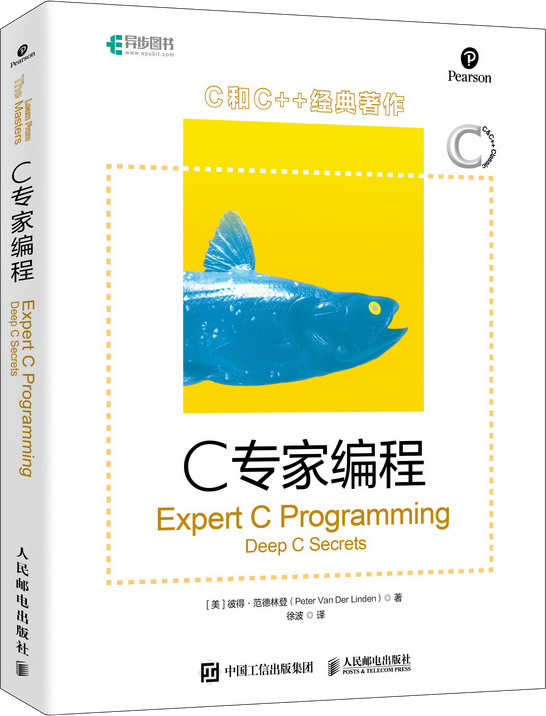 异步图书
www.epubit.com
Pearson
C和C++经典著作
C
C&C++ Classic
C专家编程
Expert C Programming
Deep C Secrets
[美]彼得·范德林登（Peter Van Der Linden）◎ 著
徐波 ◎ 译
中国工信出版集团
人民邮电出版社
POSTS & TELECOM PRESS
Pearson
Learn From
The Masters
C专家编程
Expert C Programming
Deep C Secrets
人民邮电出版社